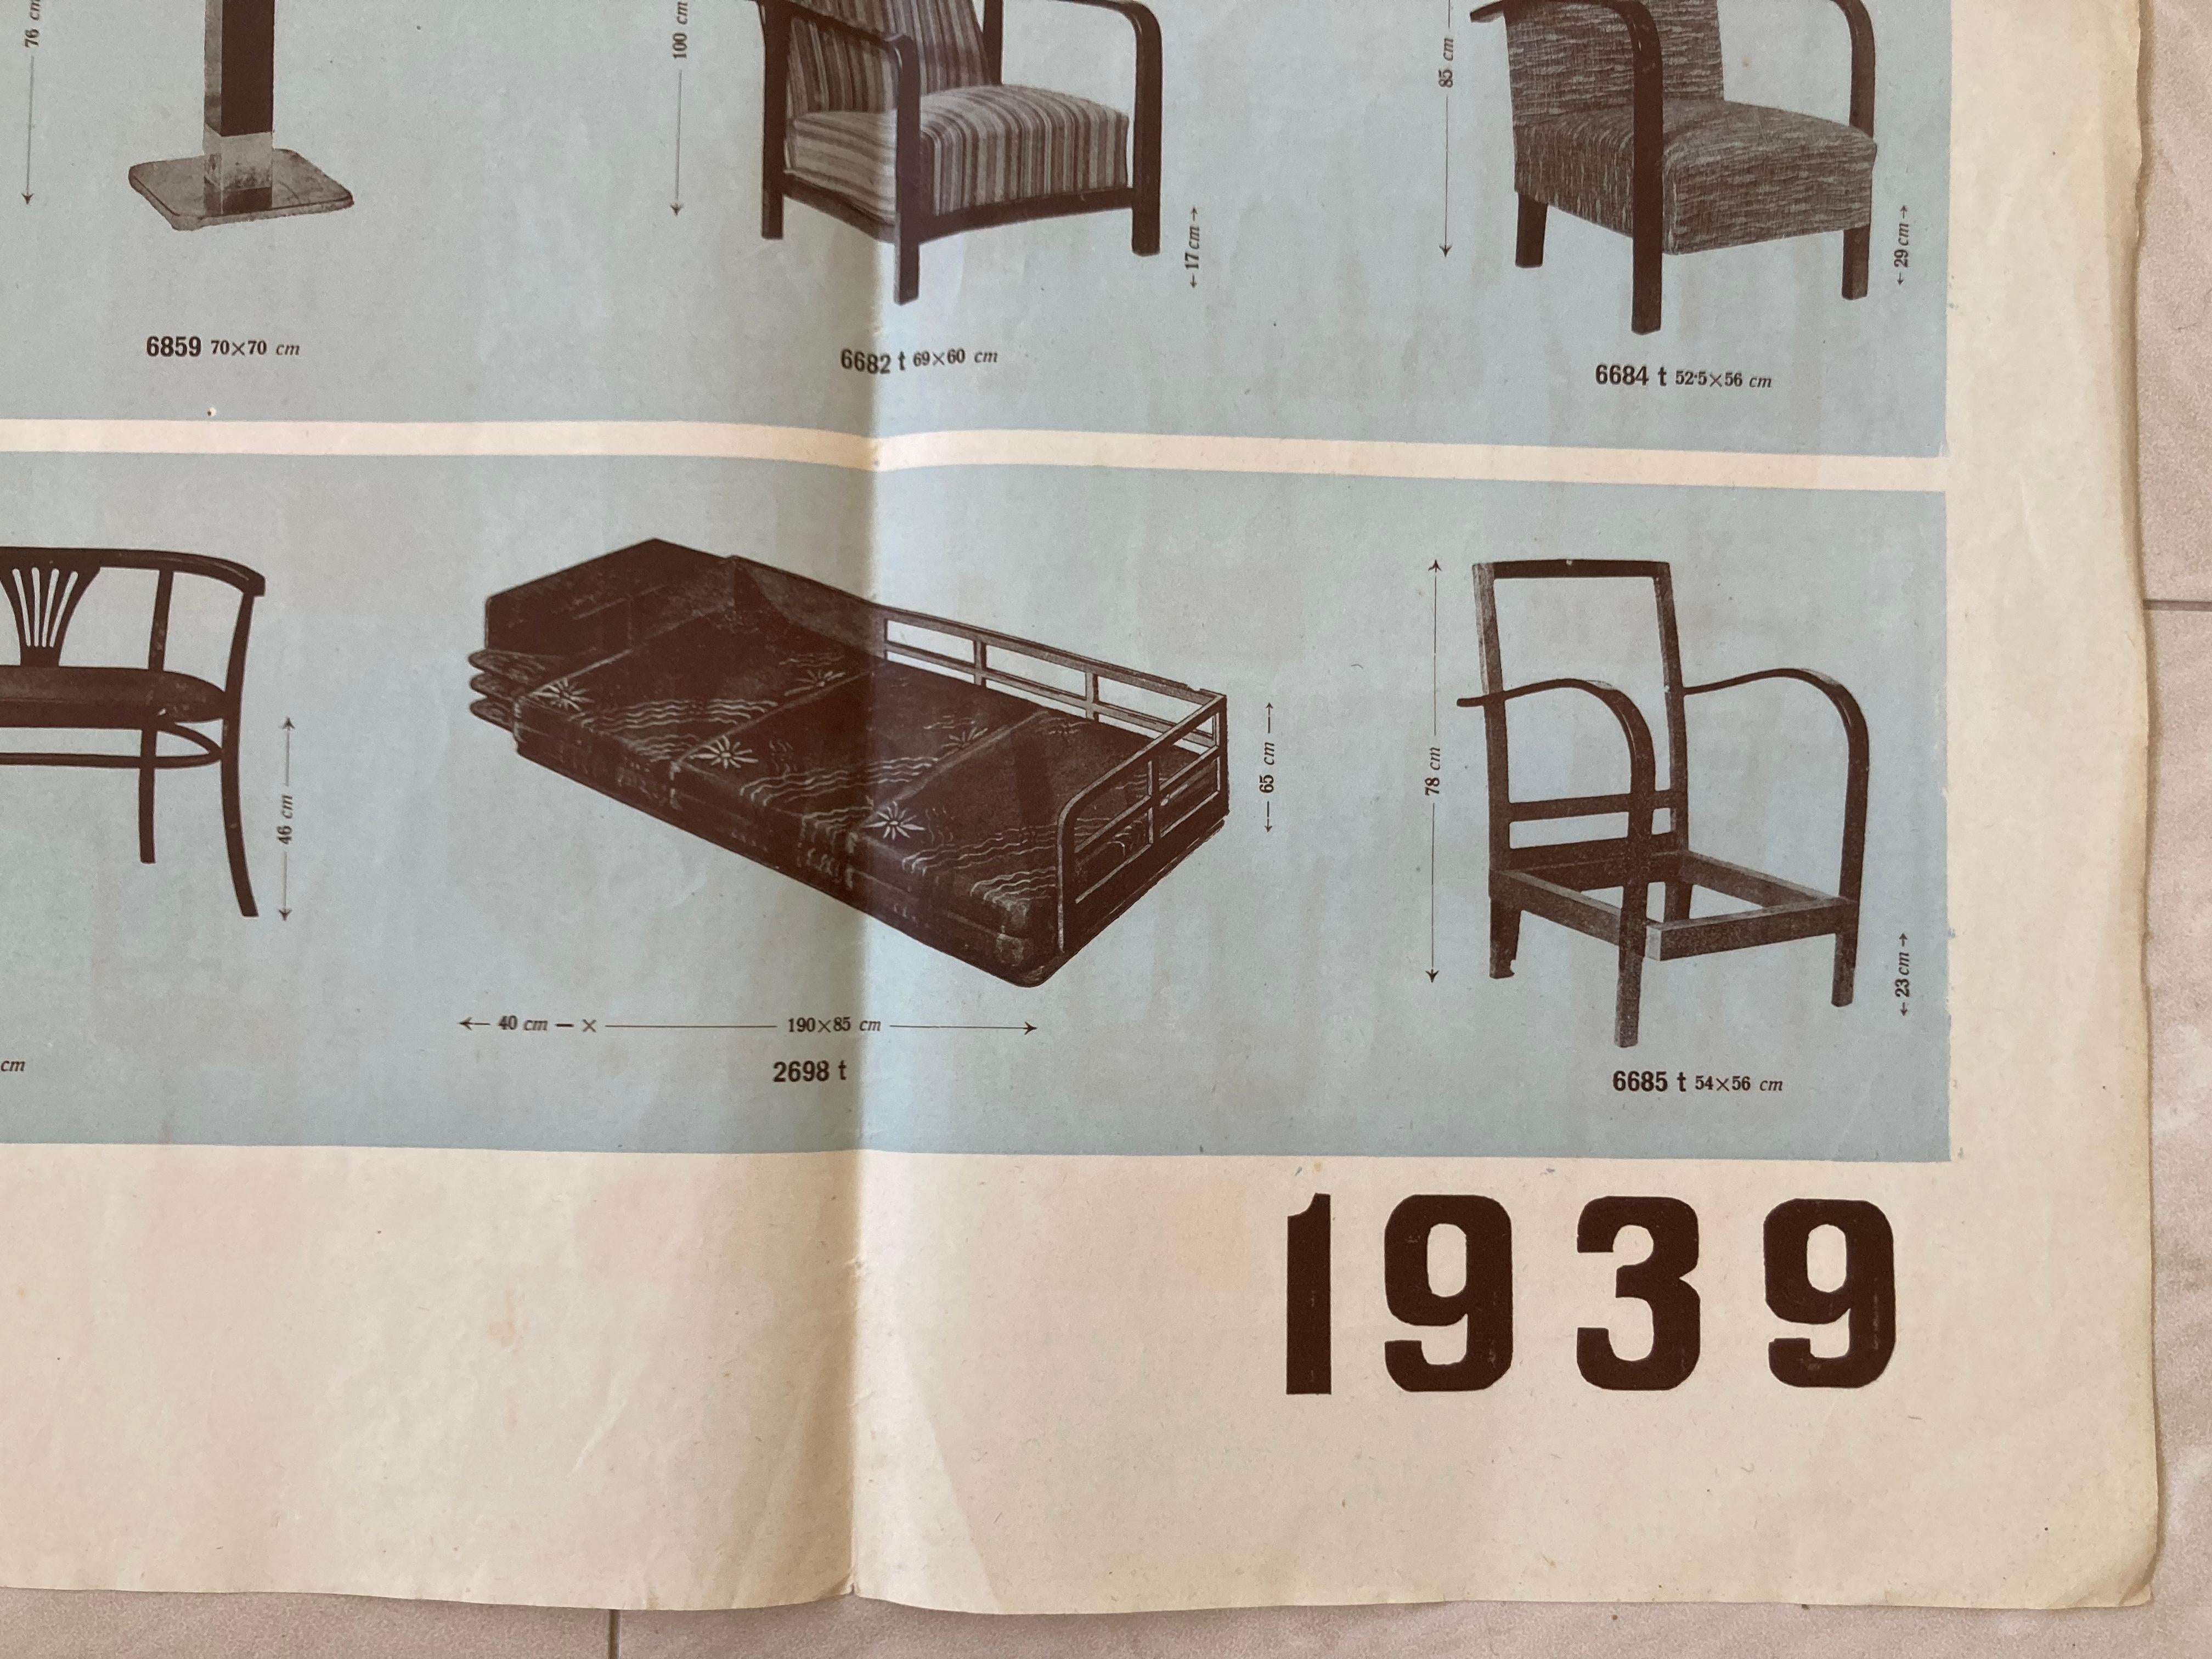 76 cm
100 cm
85 cm
17 cm
29 cm
6859 70×70 cm
6682 t 69×60 cm
6684 t 52·5×56 cm
46 cm
65 cm
78 cm
23 cm
40 cm — × 190×85 cm
cm
2698 t
6685 t 54×56 cm
1939